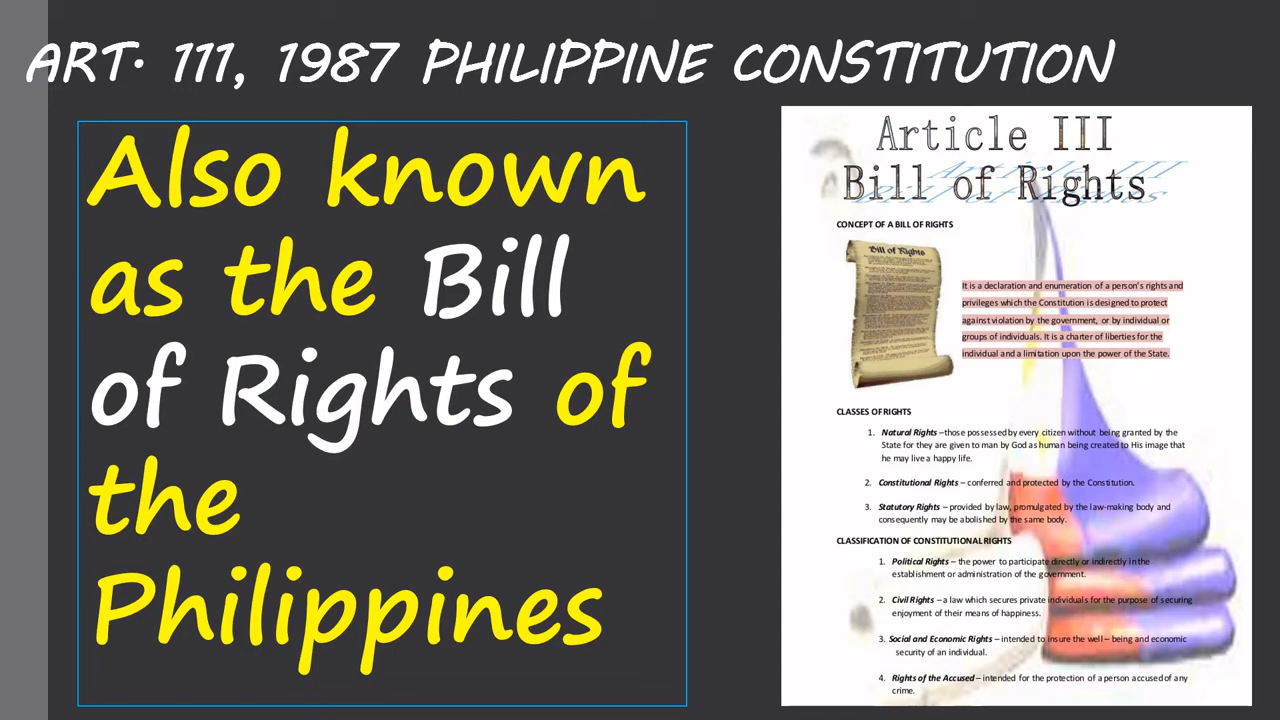 ART. 111, 1987 PHILIPPINE CONSTITUTION
Also known
as the Bill
of Rights of
the
Philippines
Article III
Bill of Rights
CONCEPT OF A BILL OF RIGHTS
Bill of Rights
It is a declaration and enumeration of a person's rights and
privileges which the Constitution is designed to protect
against violation by the government, or by individual or
groups of individuals. It is a charter of liberties for the
individual and a limitation upon the power of the State.
CLASSES OF RIGHTS
1. Natural Rights –those possessed by every citizen without being granted by the
State for they are given to man by God as human being created to His image that
he may live a happy life.
2. Constitutional Rights – conferred and protected by the Constitution.
3. Statutory Rights – provided by law, promulgated by the law-making body and
consequently may be abolished by the same body.
CLASSIFICATION OF CONSTITUTIONAL RIGHTS
1. Political Rights – the power to participate directly or indirectly in the
establishment or administration of the government.
2. Civil Rights – a law which secures private individuals for the purpose of securing
enjoyment of their means of happiness.
3. Social and Economic Rights – intended to insure the well – being and economic
security of an individual.
4. Rights of the Accused – intended for the protection of a person accused of any
crime.